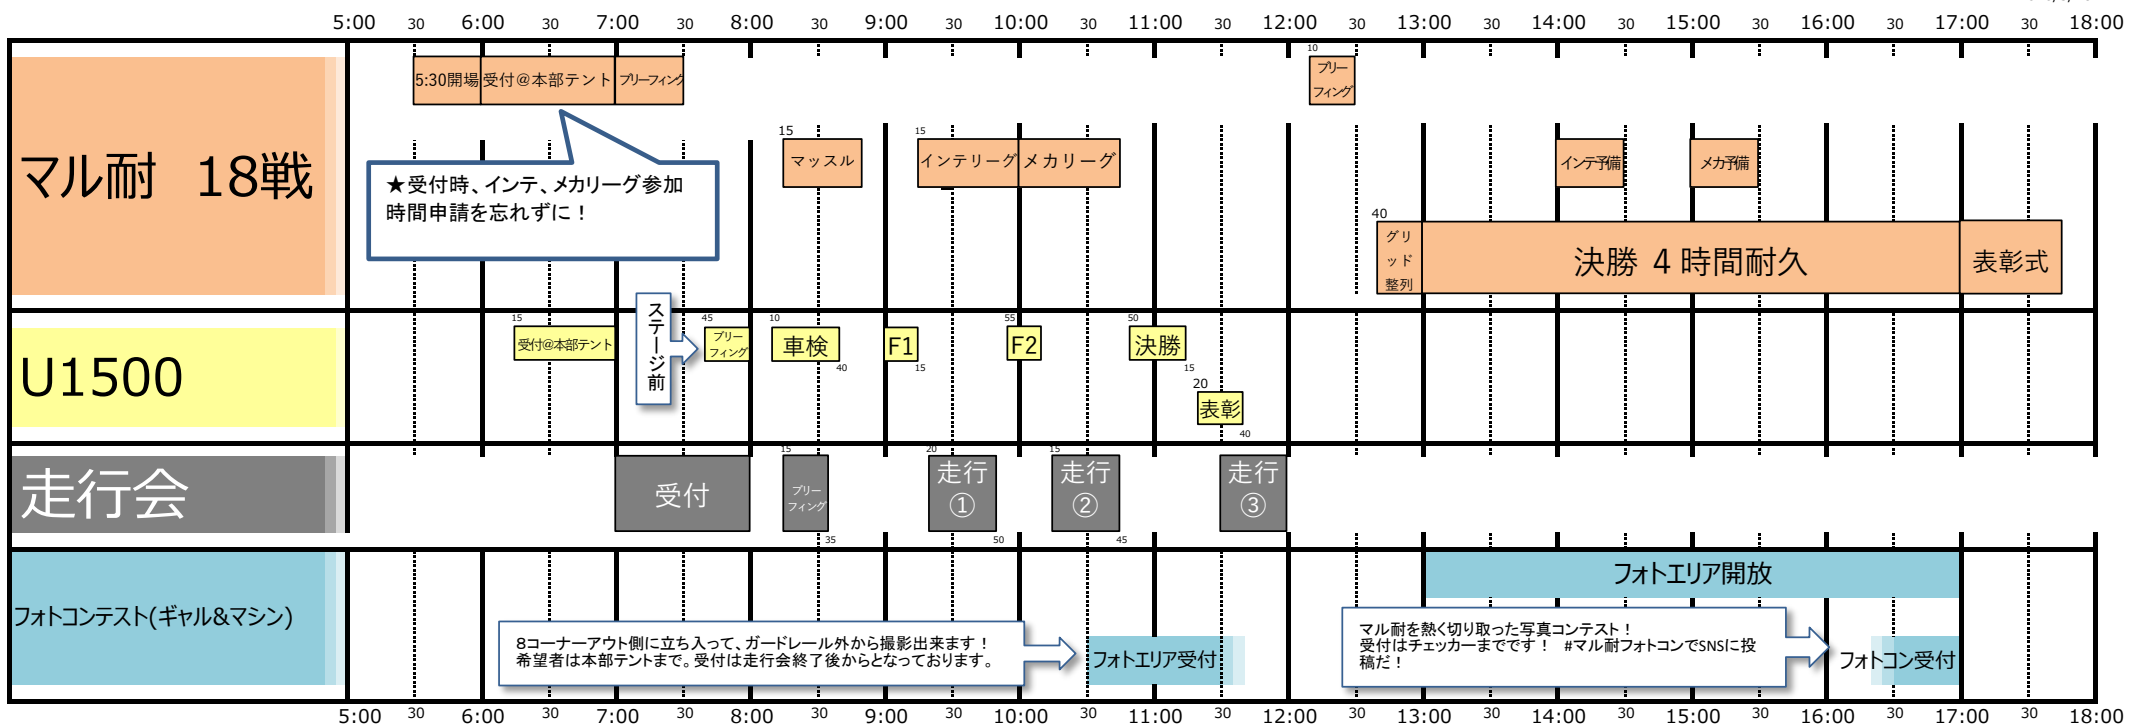 5:00 30 6:00 30 7:00 30 8:00 30 9:00 30 10:00 30 11:00 30 12:00 30 13:00 30 14:00 30 15:00 30 16:00 30 17:00 30 18:00
マル耐 18戦
5:30開場
受付@本部テント
ブリーフィング
10
ブリー
フィング
★受付時、インテ、メカリーグ参加
時間申請を忘れずに！
15
マッスル
15
インテリーグ
メカリーグ
インテ予備
メカ予備
40
グリ
ッド
整列
決勝 4 時間耐久
表彰式
U1500
15
受付@本部テント
ステージ前
45
ブリー
フィング
10
車検
40
F1
15
55
F2
50
決勝
15
20
表彰
40
走行会
受付
15
ブリー
フィング
35
20
走行
①
50
15
走行
②
45
走行
③
フォトコンテスト(ギャル&マシン)
フォトエリア開放
8コーナーアウト側に立ち入って、ガードレール外から撮影出来ます！
希望者は本部テントまで。受付は走行会終了後からとなっております。
フォトエリア受付
マル耐を熱く切り取った写真コンテスト！
受付はチェッカーまでです！ #マル耐フォトコンでSNSに投
稿だ！
フォトコン受付
5:00 30 6:00 30 7:00 30 8:00 30 9:00 30 10:00 30 11:00 30 12:00 30 13:00 30 14:00 30 15:00 30 16:00 30 17:00 30 18:00